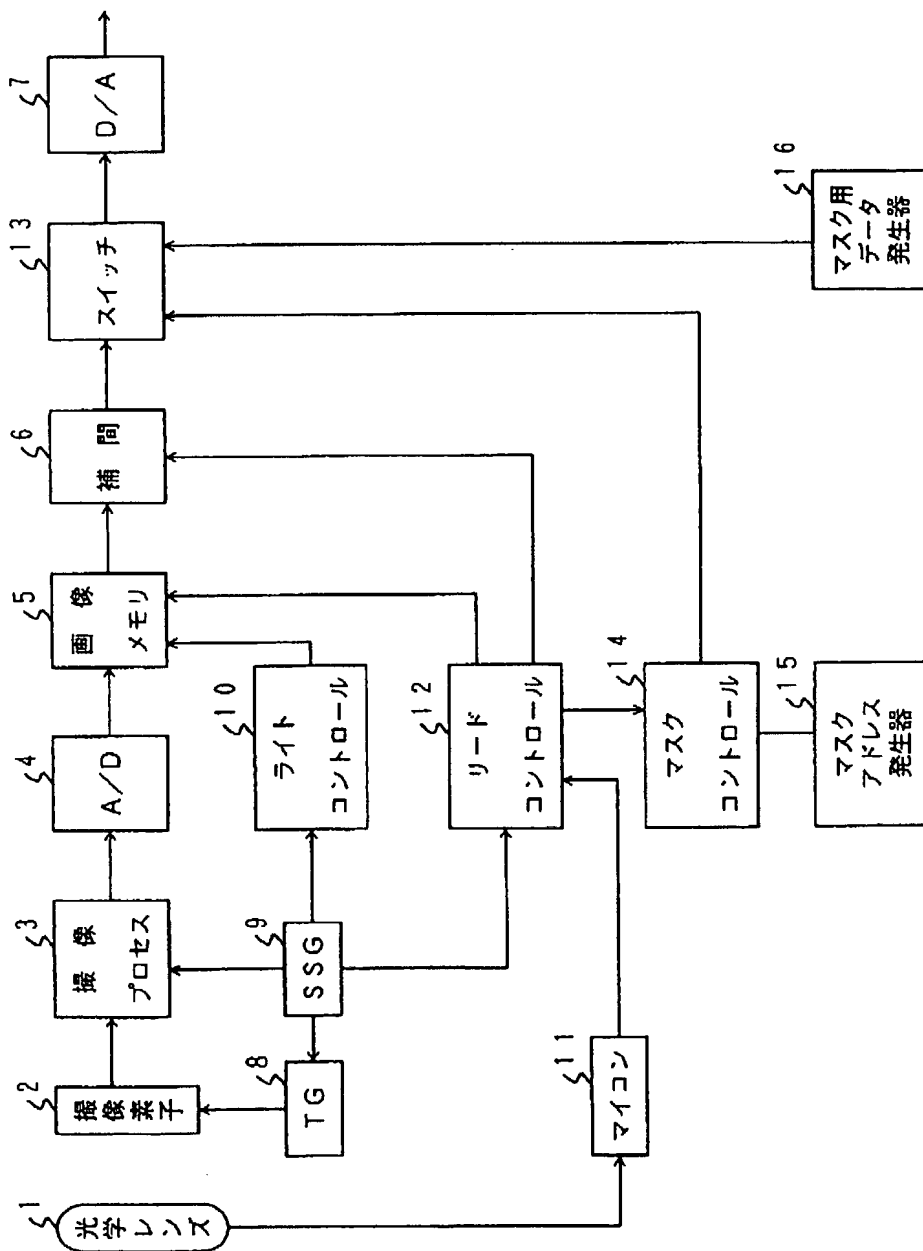 1
光学レンズ
2
撮像素子
3
撮像
プロセス
4
A/D
5
画像
メモリ
6
補間
13
スイッチ
7
D/A
8
TG
9
SSG
10
ライト
コントロール
11
マイコン
12
リード
コントロール
14
マスク
コントロール
15
マスク
アドレス
発生器
16
マスク用
データ
発生器